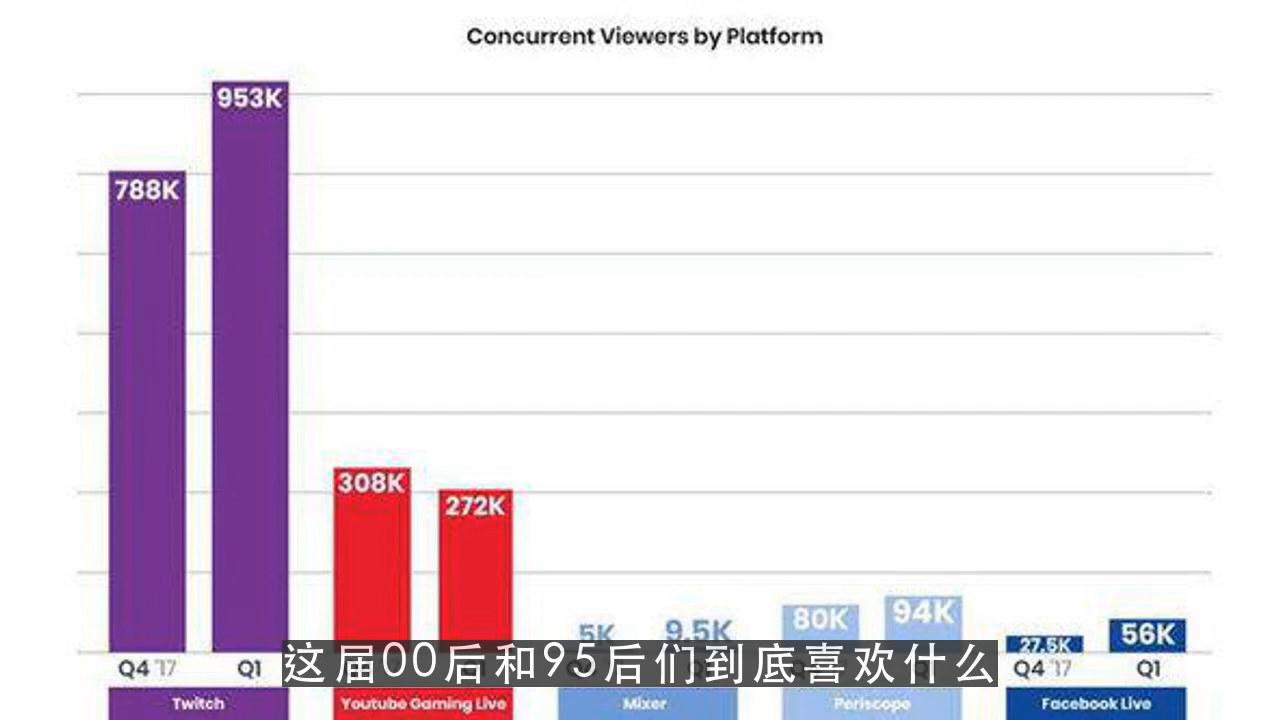 Concurrent Viewers by Platform
953K
788K
308K
272K
5K
9.5K
80K
94K
27.5K
56K
Q4 '17
Q1
Q4 '17
Q1
这届00后和95后们到底喜欢什么
Twitch
Youtube Gaming Live
Mixer
Periscope
Facebook Live